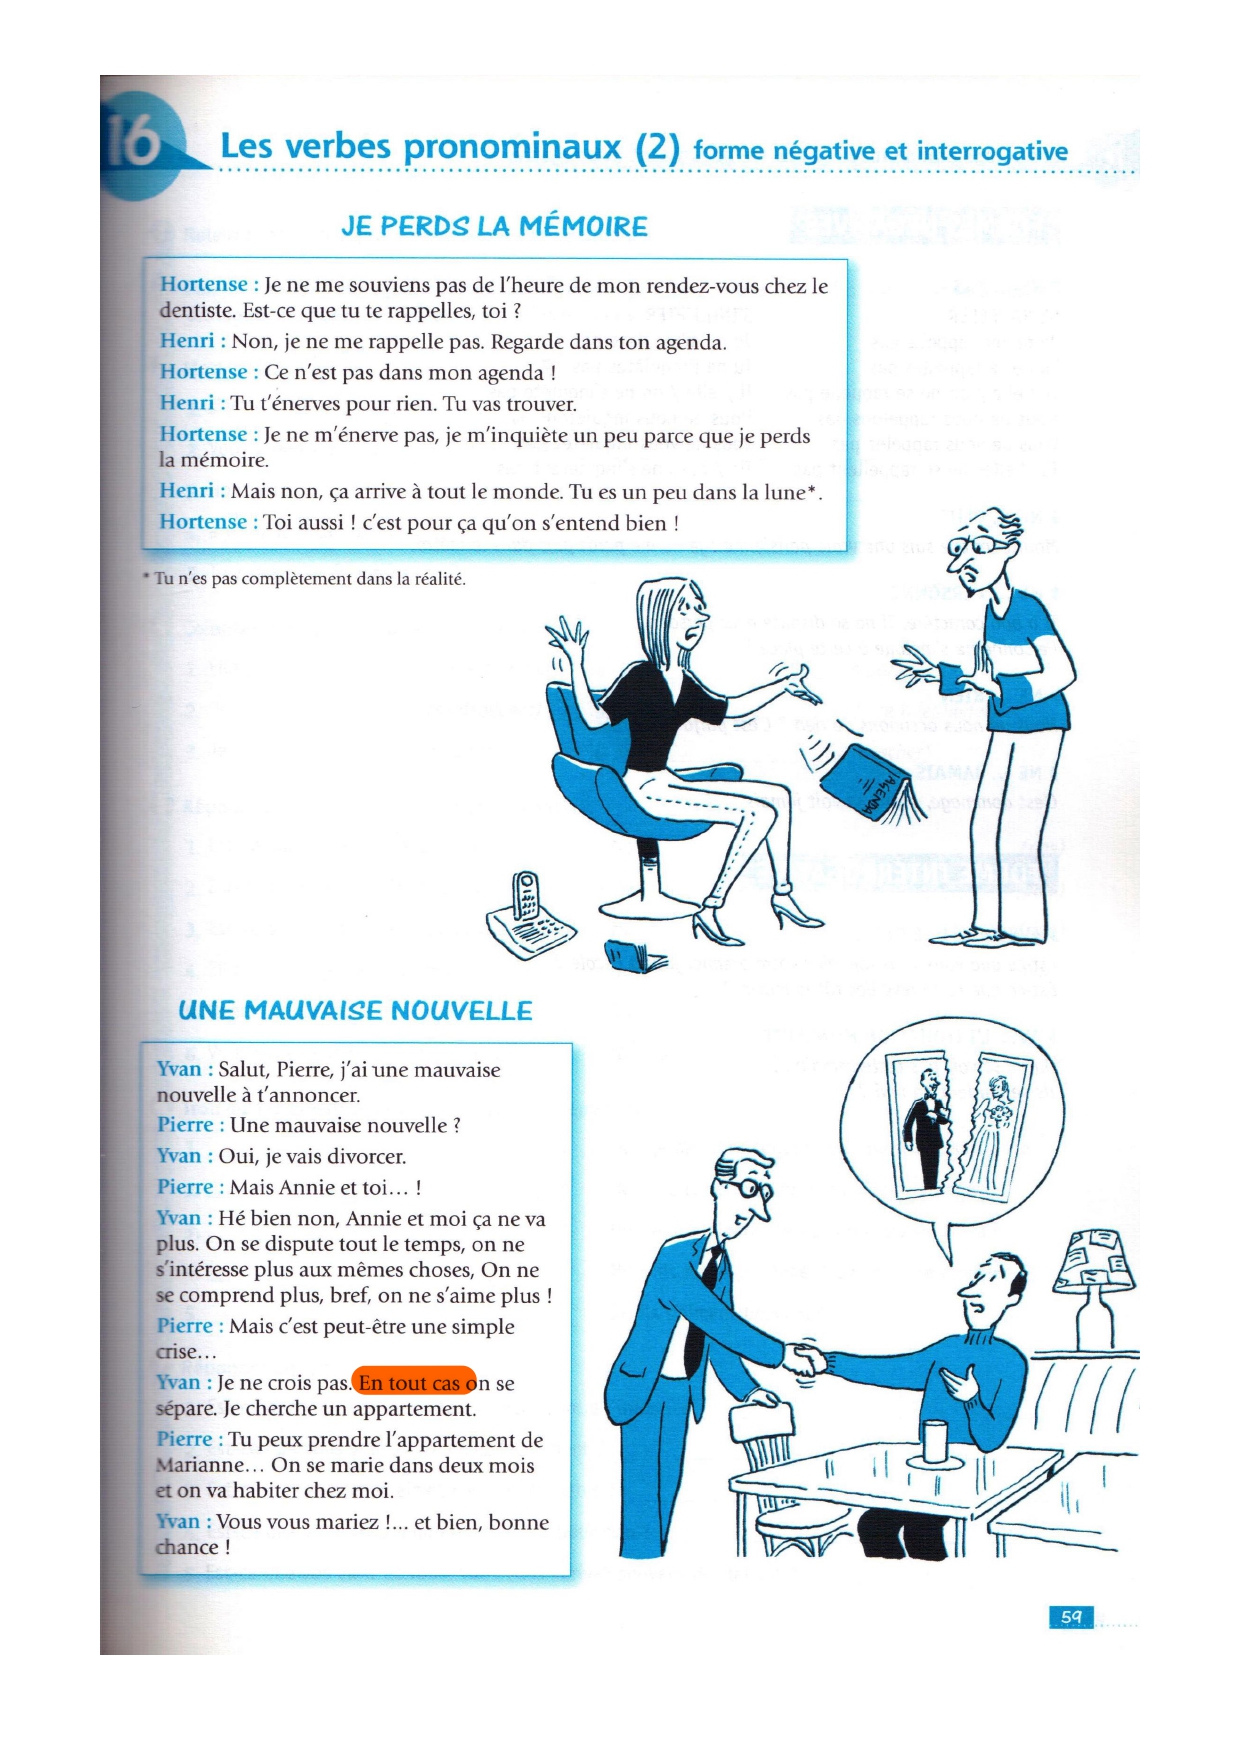 16
Les verbes pronominaux (2) forme négative et interrogative
JE PERDS LA MÉMOIRE
Hortense : Je ne me souviens pas de l'heure de mon rendez-vous chez le
dentiste. Est-ce que tu te rappelles, toi ?
Henri : Non, je ne me rappelle pas. Regarde dans ton agenda.
Hortense : Ce n'est pas dans mon agenda !
Henri : Tu t'énerves pour rien. Tu vas trouver.
Hortense : Je ne m'énerve pas, je m'inquiète un peu parce que je perds
la mémoire.
Henri : Mais non, ça arrive à tout le monde. Tu es un peu dans la lune*.
Hortense : Toi aussi ! c'est pour ça qu'on s'entend bien !
* Tu n'es pas complètement dans la réalité.
AGENDA
UNE MAUVAISE NOUVELLE
Yvan : Salut, Pierre, j'ai une mauvaise
nouvelle à t'annoncer.
Pierre : Une mauvaise nouvelle ?
Yvan : Oui, je vais divorcer.
Pierre : Mais Annie et toi... !
Yvan : Hé bien non, Annie et moi ça ne va
plus. On se dispute tout le temps, on ne
s'intéresse plus aux mêmes choses, On ne
se comprend plus, bref, on ne s'aime plus !
Pierre : Mais c'est peut-être une simple
crise...
Yvan : Je ne crois pas. En tout cas on se
sépare. Je cherche un appartement.
Pierre : Tu peux prendre l'appartement de
Marianne... On se marie dans deux mois
et on va habiter chez moi.
Yvan : Vous vous mariez !... et bien, bonne
chance !
59